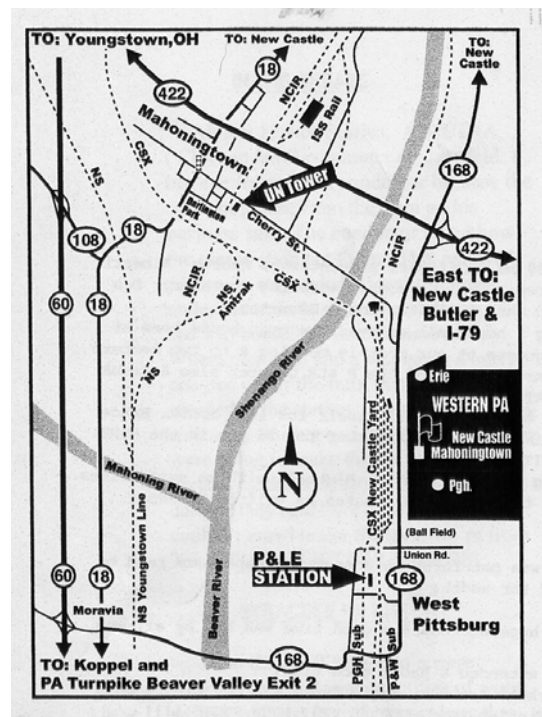 TO: Youngstown,OH
TO: New Castle
TO:
New
Castle
18
422
NCIR
ISS Rail
Mahoningtown
CSX
NS
UN Tower
168
Darlington
Park
Cherry St.
NCIR
18
108
422
East TO:
New Castle
Butler &
I-79
NCIR
NS
Amtrak
CSX
60
18
NS
Shenango River
Erie
WESTERN PA
New Castle
Mahoningtown
Pgh.
N
CSX New Castle Yard
Mahoning River
NS Youngstown Line
(Ball Field)
Union Rd.
P&LE
STATION
168
60
18
Beaver River
West
Pittsburg
Moravia
168
PGH Sub
P&W Sub
TO: Koppel and
PA Turnpike Beaver Valley Exit 2